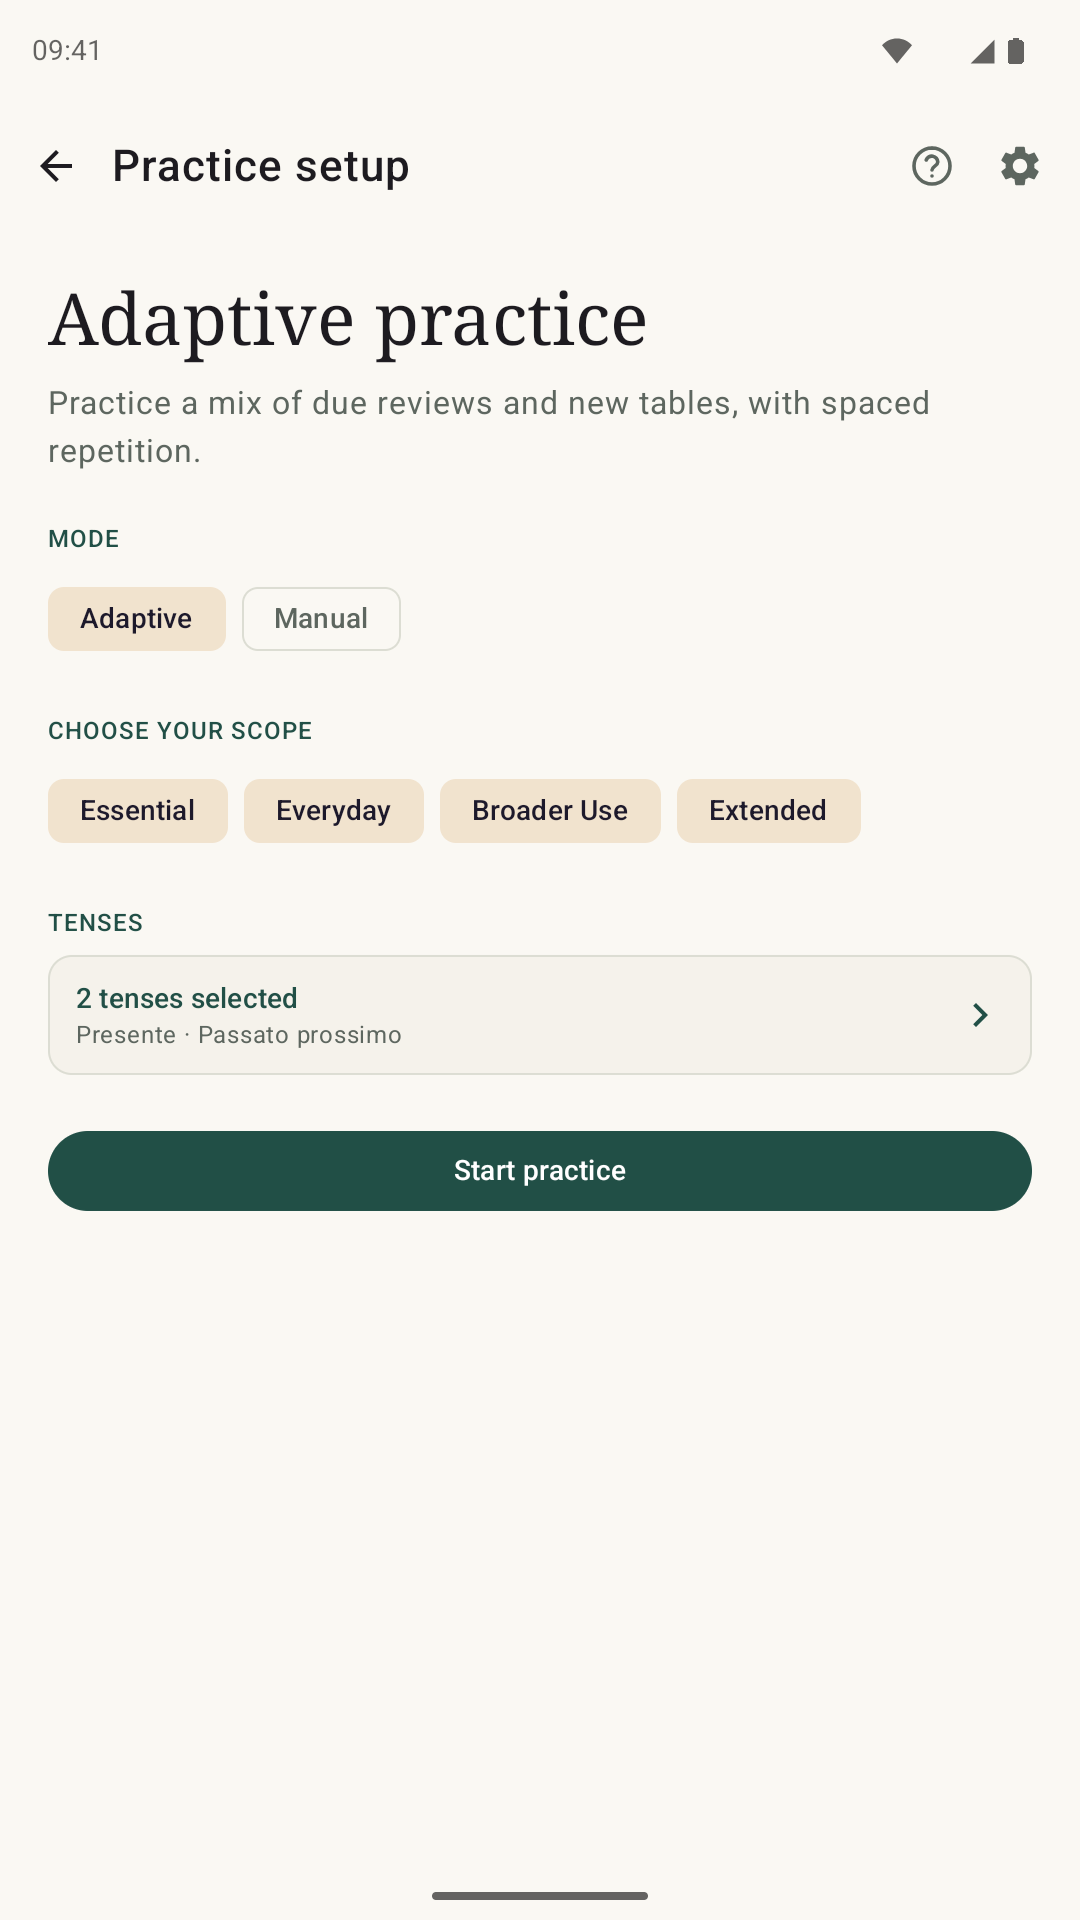 09:41
Practice setup
Adaptive practice
Practice a mix of due reviews and new tables, with spaced
repetition.
MODE
Adaptive
Manual
CHOOSE YOUR SCOPE
Essential
Everyday
Broader Use
Extended
TENSES
2 tenses selected
Presente · Passato prossimo
Start practice